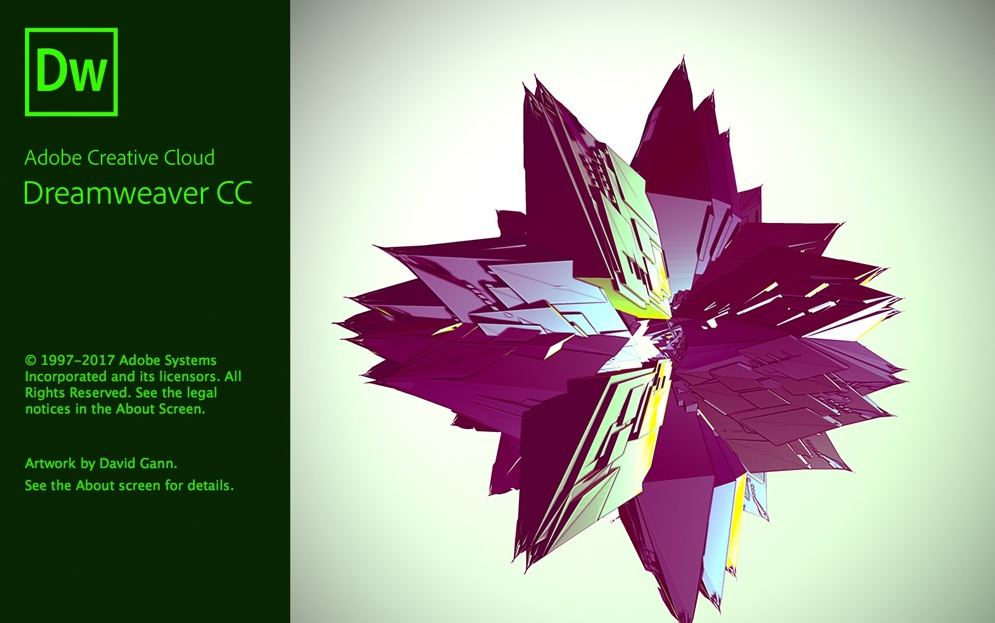 Dw
Adobe Creative Cloud
Dreamweaver CC
© 1997-2017 Adobe Systems
Incorporated and its licensors. All
Rights Reserved. See the legal
notices in the About Screen.
Artwork by David Gann.
See the About screen for details.